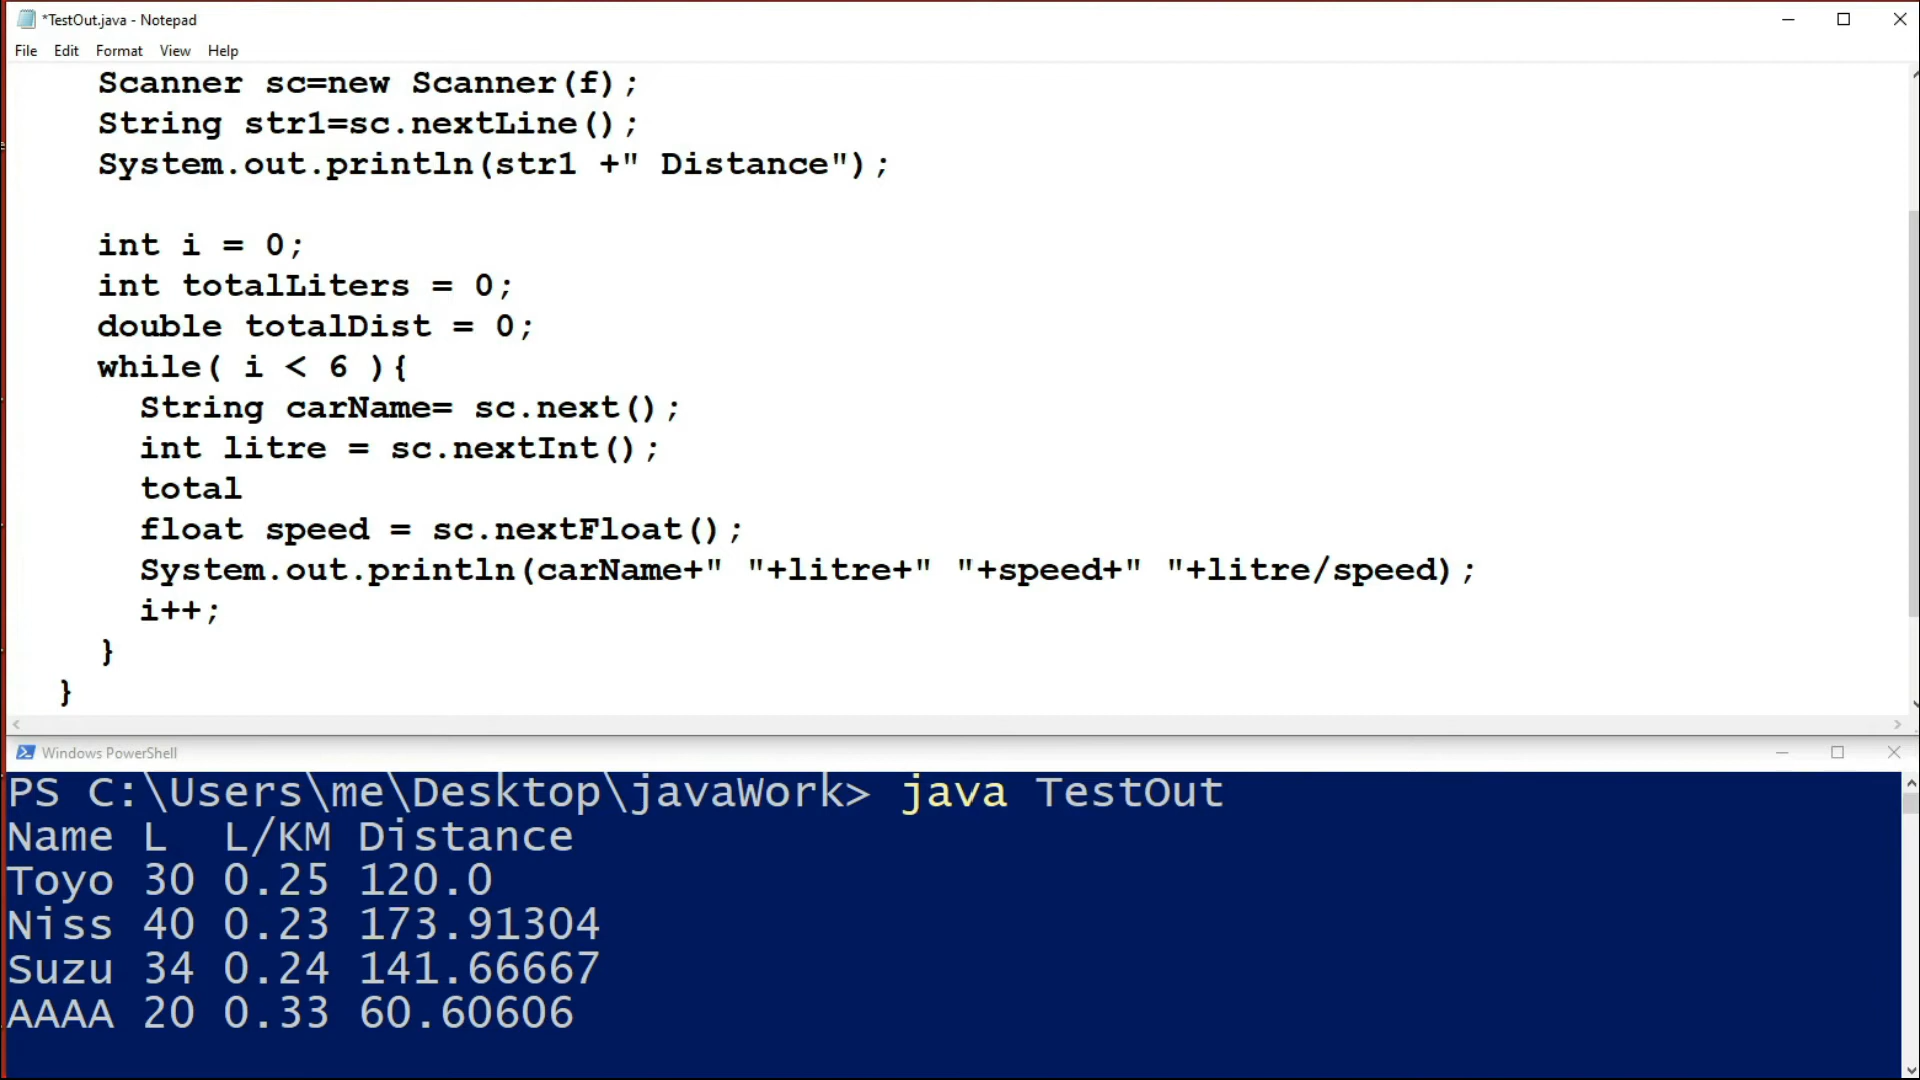 *TestOut.java - Notepad
File Edit Format View Help
Scanner sc=new Scanner(f);
String str1=sc.nextLine();
System.out.println(str1 +" Distance");
int i = 0;
int totalLiters = 0;
double totalDist = 0;
while( i < 6 ){
String carName= sc.next();
int litre = sc.nextInt();
total
float speed = sc.nextFloat();
System.out.println(carName+" "+litre+" "+speed+" "+litre/speed);
i++;
}
}
Windows PowerShell
PS C:\Users\me\Desktop\javaWork> java TestOut
Name L L/KM Distance
Toyo 30 0.25 120.0
Niss 40 0.23 173.91304
Suzu 34 0.24 141.66667
AAAA 20 0.33 60.60606